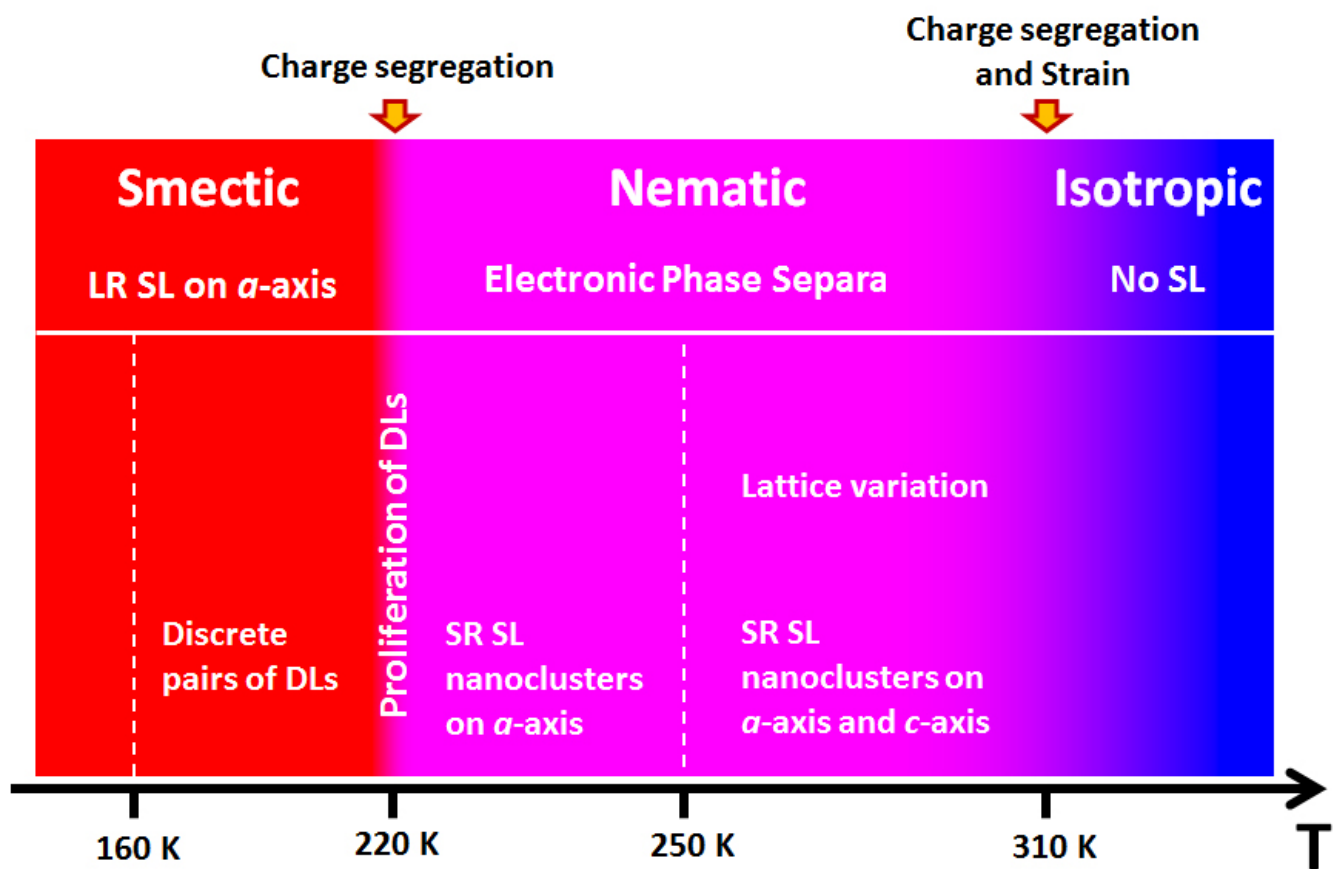 Charge segregation
Charge segregation
and Strain
Smectic
Nematic
Isotropic
LR SL on a-axis
Electronic Phase Separa
No SL
Proliferation of DLs
Lattice variation
Discrete
pairs of DLs
SR SL
nanoclusters
on a-axis
SR SL
nanoclusters on
a-axis and c-axis
160 K
220 K
250 K
310 K
T